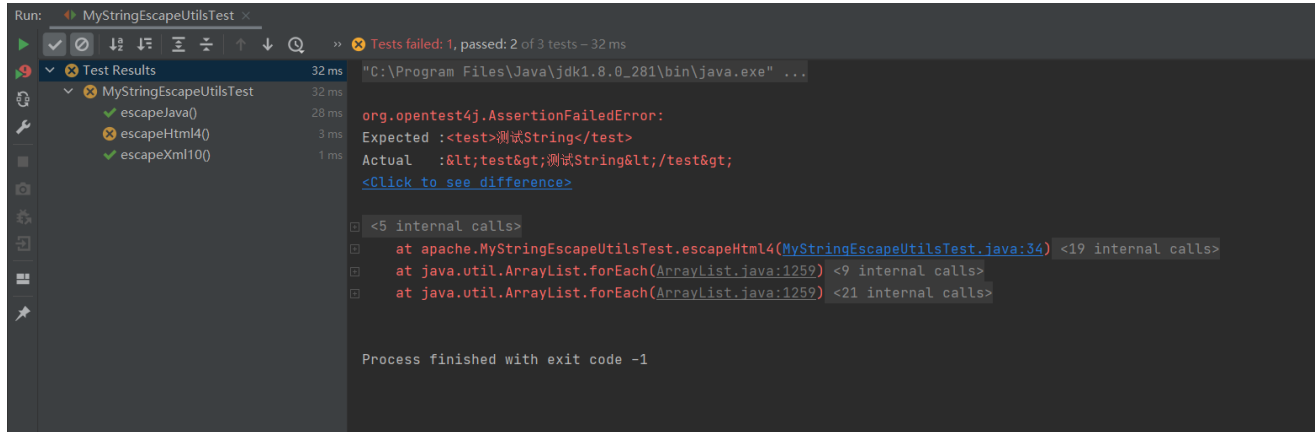 Run: MyStringEscapeUtilsTest ×
» Tests failed: 1, passed: 2 of 3 tests – 32 ms
Test Results 32 ms
MyStringEscapeUtilsTest 32 ms
escapeJava() 28 ms
escapeHtml4() 3 ms
escapeXml10() 1 ms
"C:\Program Files\Java\jdk1.8.0_281\bin\java.exe" ...
org.opentest4j.AssertionFailedError:
Expected :<test>测试String</test>
Actual   :&lt;test&gt;测试String&lt;/test&gt;
<Click to see difference>
<5 internal calls>
at apache.MyStringEscapeUtilsTest.escapeHtml4(MyStringEscapeUtilsTest.java:34) <19 internal calls>
at java.util.ArrayList.forEach(ArrayList.java:1259) <9 internal calls>
at java.util.ArrayList.forEach(ArrayList.java:1259) <21 internal calls>
Process finished with exit code -1